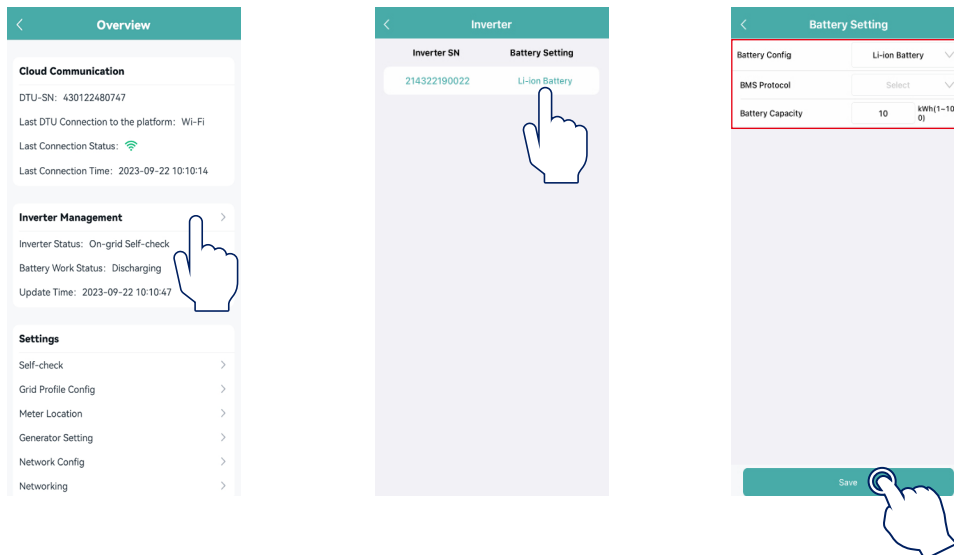 Overview
Cloud Communication
DTU-SN: 430122480747
Last DTU Connection to the platform: Wi-Fi
Last Connection Status:
Last Connection Time: 2023-09-22 10:10:14
Inverter Management
Inverter Status: On-grid Self-check
Battery Work Status: Discharging
Update Time: 2023-09-22 10:10:47
Settings
Self-check
Grid Profile Config
Meter Location
Generator Setting
Network Config
Networking
Inverter
Inverter SN Battery Setting
214322190022 Li-ion Battery
Battery Setting
Battery Config Li-ion Battery
BMS Protocol Select
Battery Capacity 10 kWh(1~10
0)
Save